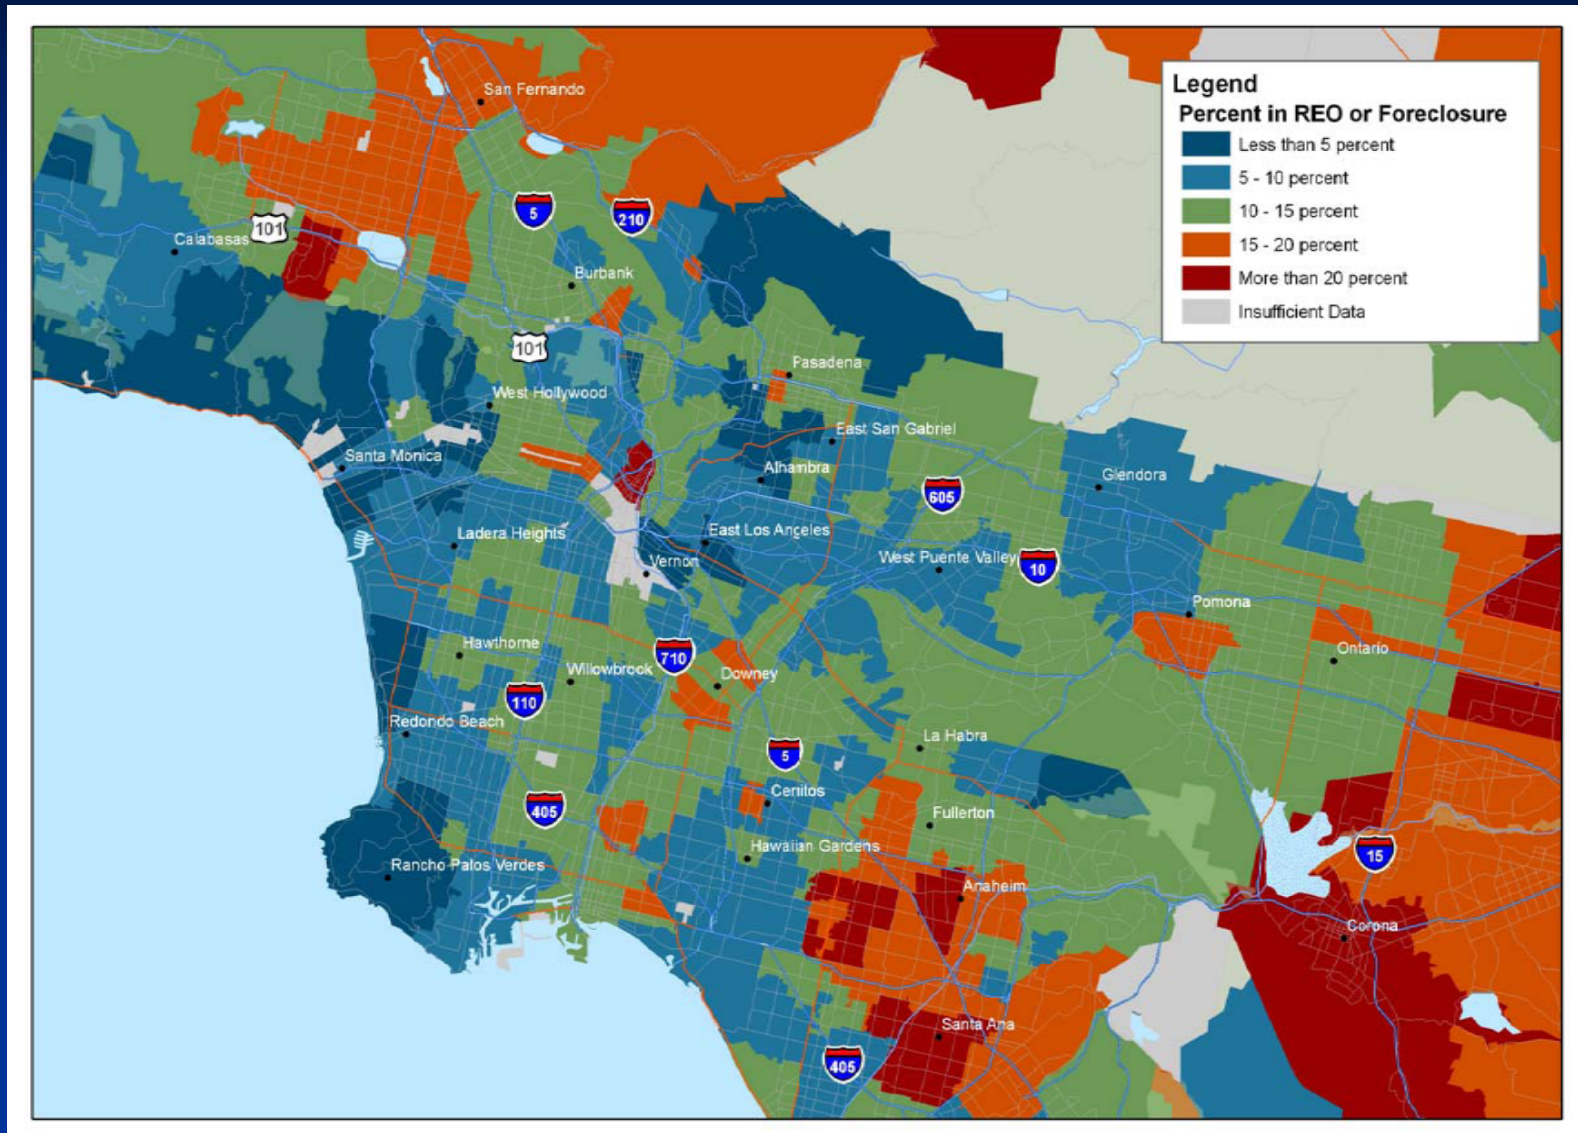 Legend
Percent in REO or Foreclosure
Less than 5 percent
5 - 10 percent
10 - 15 percent
15 - 20 percent
More than 20 percent
Insufficient Data
San Fernando
5
210
101
Calabasas
Burbank
101
Pasadena
West Hollywood
East San Gabriel
Santa Monica
Alhambra
Glendora
605
Ladera Heights
East Los Angeles
Vernon
West Puente Valley
10
Pomona
Hawthorne
Willowbrook
710
Downey
Ontario
110
Redondo Beach
La Habra
5
405
Cerritos
Fullerton
Hawaiian Gardens
15
Rancho Palos Verdes
Anaheim
Corona
Santa Ana
405